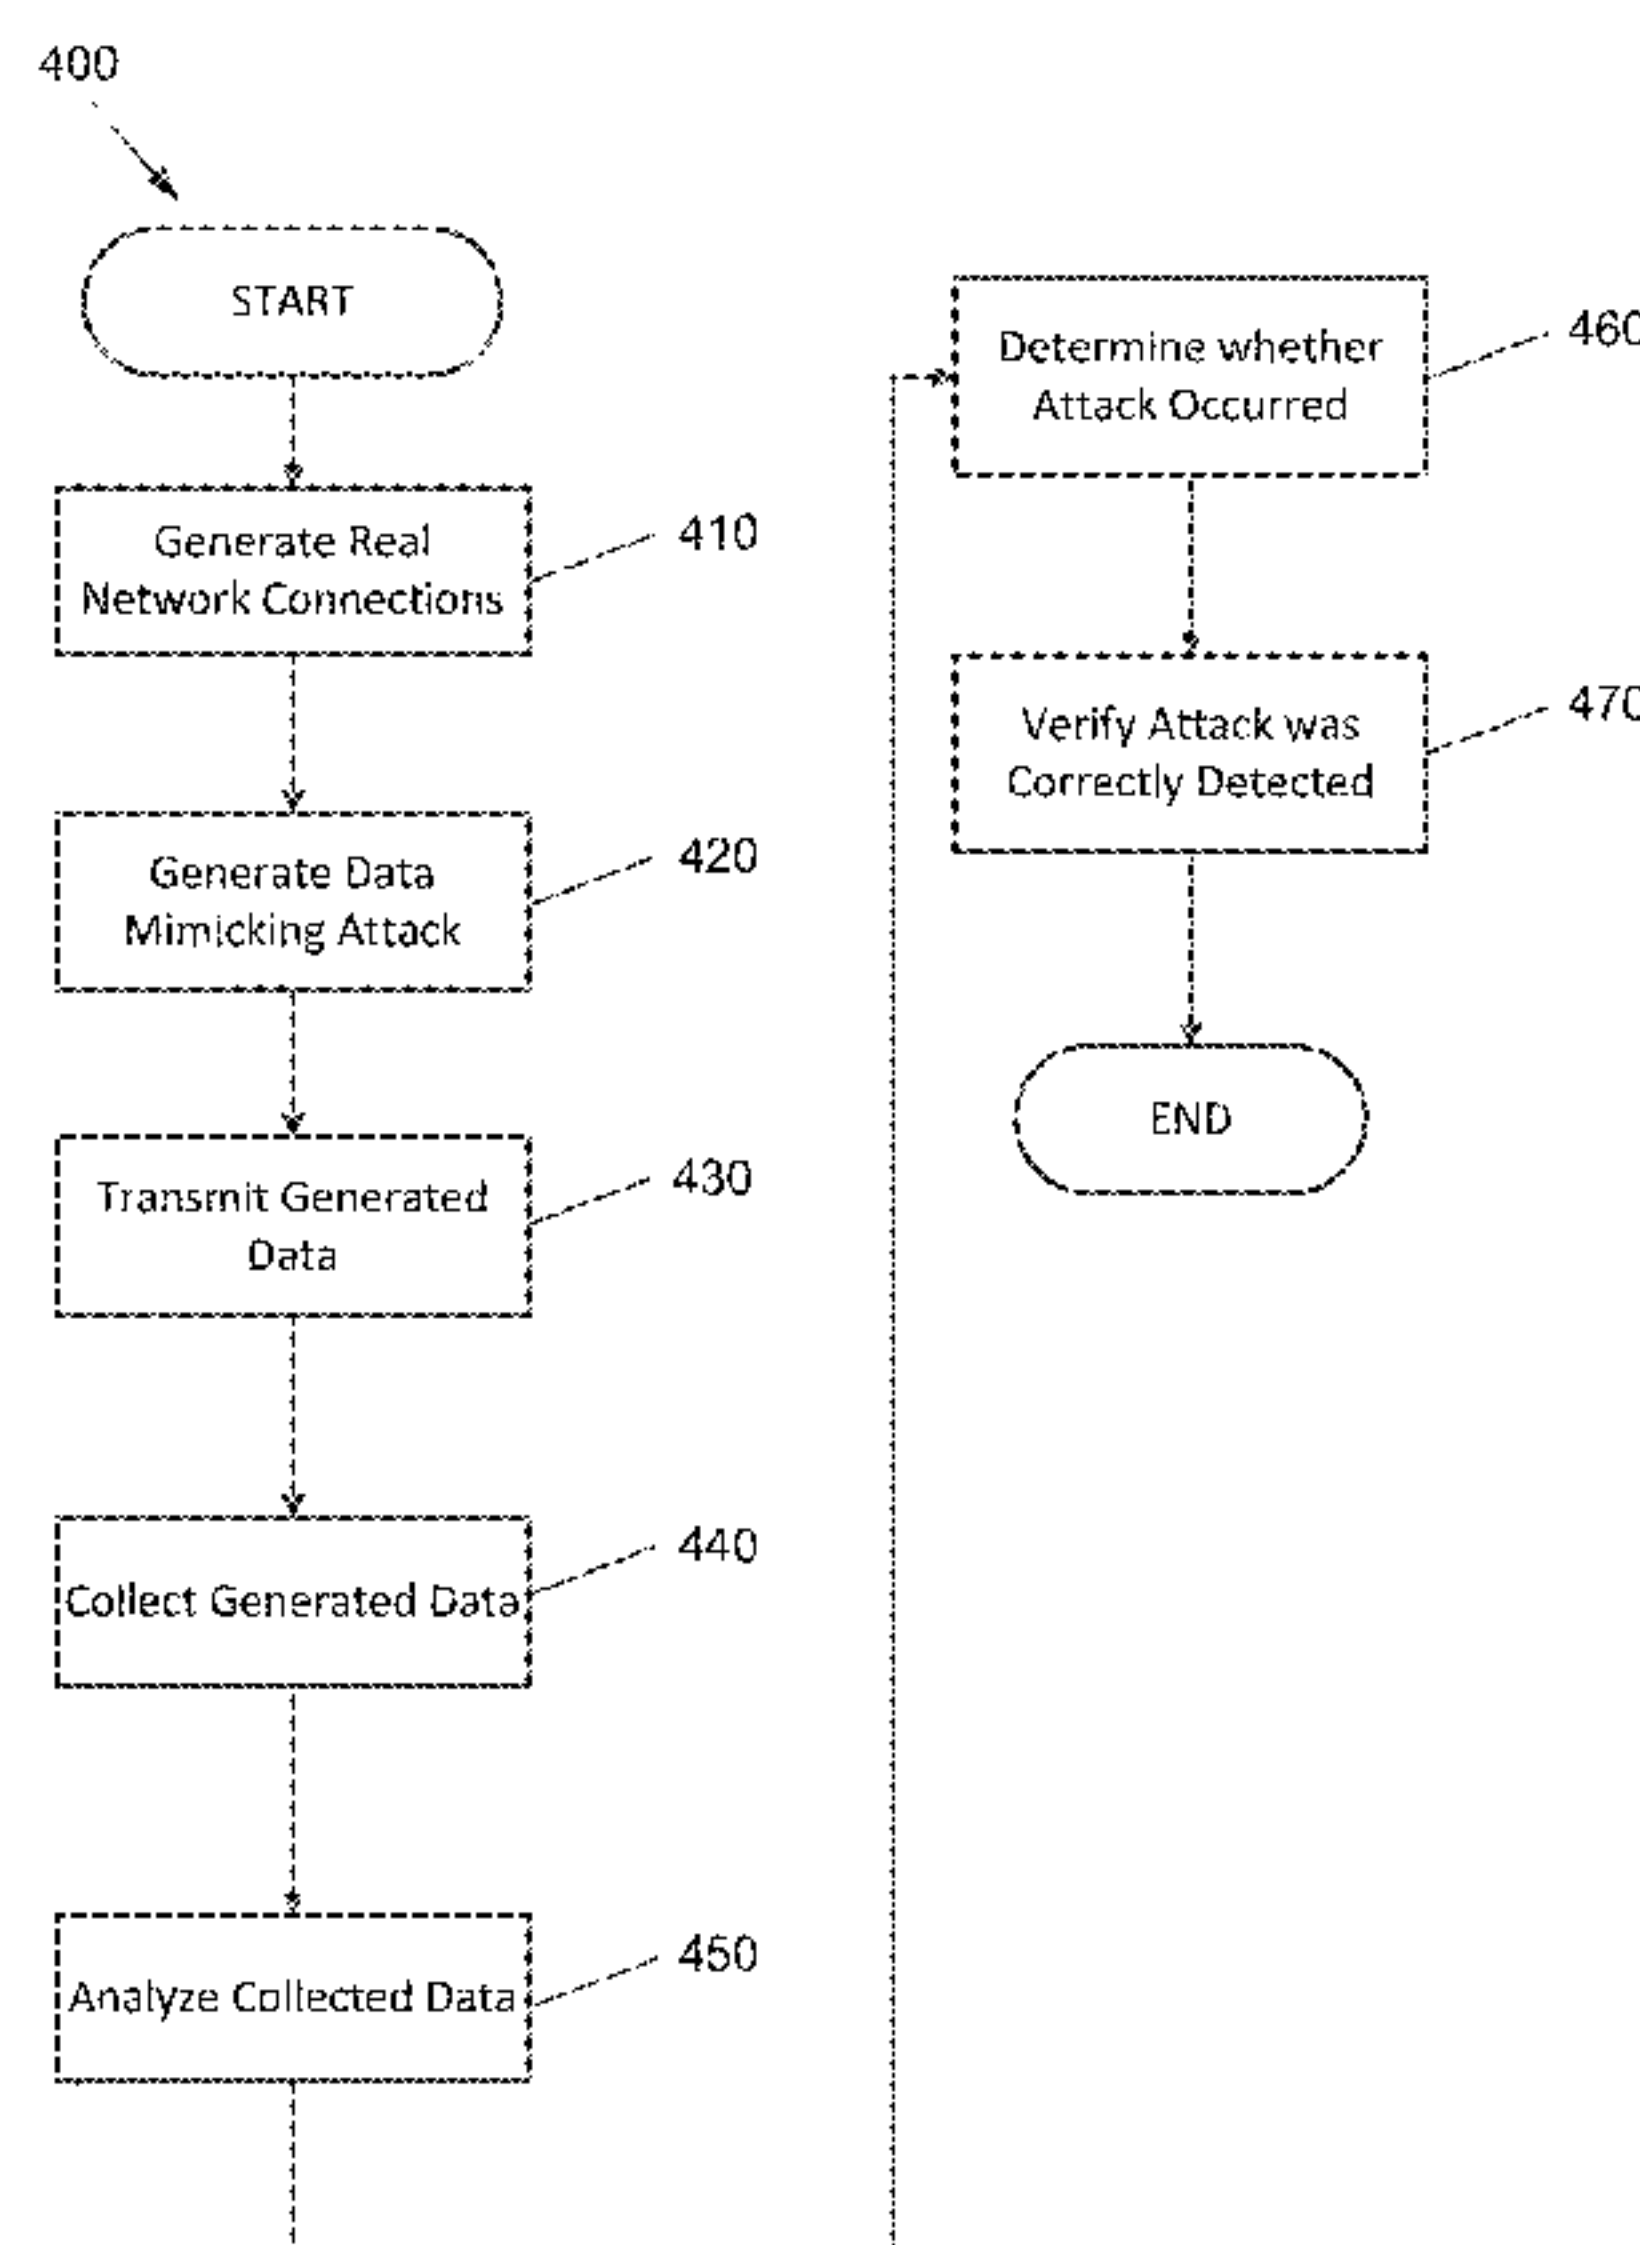 400
START
Generate Real
Network Connections
410
Generate Data
Mimicking Attack
420
Transmit Generated
Data
430
Collect Generated Data
440
Analyze Collected Data
450
Determine whether
Attack Occurred
460
Verify Attack was
Correctly Detected
470
END